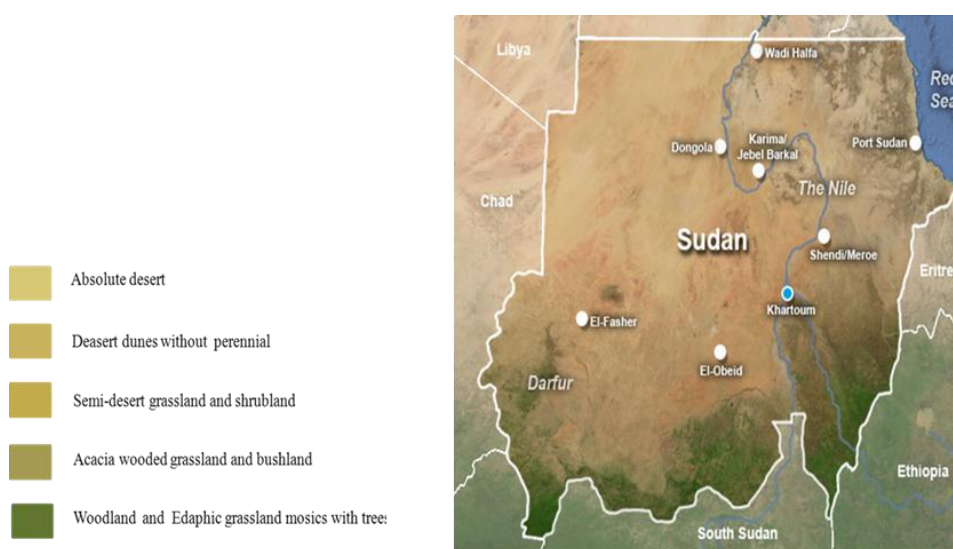 Absolute desert
Deasert dunes without perennial
Semi-desert grassland and shrubland
Acacia wooded grassland and bushland
Woodland and Edaphic grassland mosics with trees
Libya
Wadi Halfa
Red
Sea
Karima/
Jebel Barkal
Dongola
Port Sudan
The Nile
Chad
Sudan
Shendi/Meroe
Eritre
Khartoum
El-Fasher
El-Obeid
Darfur
Ethiopia
South Sudan